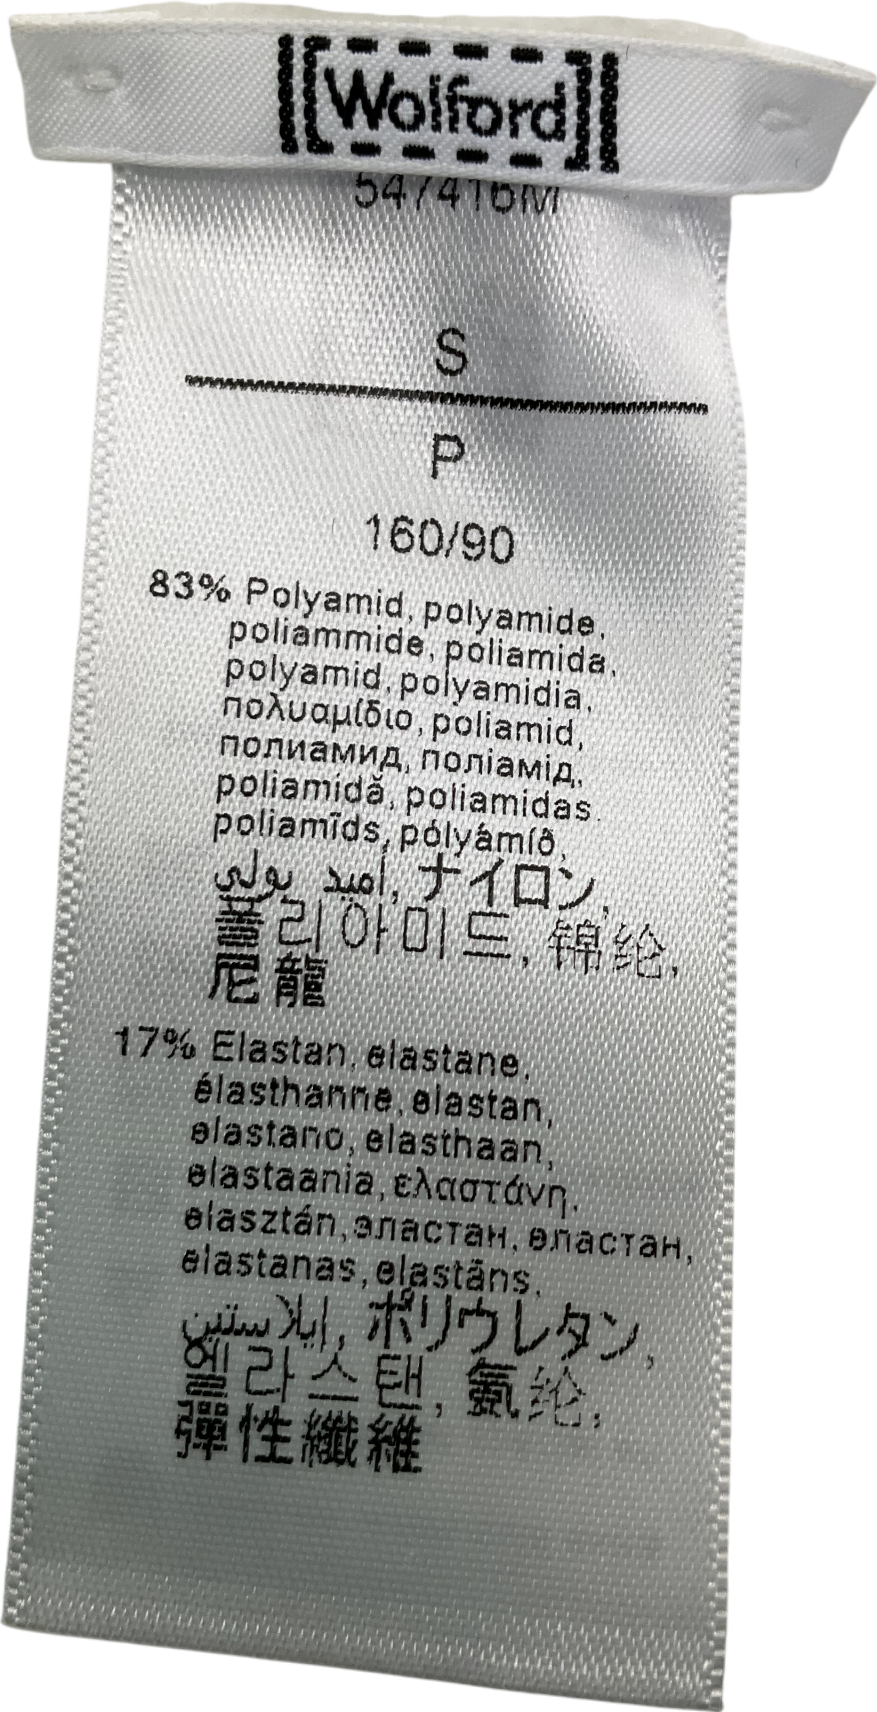 Wolford
547416M
S
P
160/90
83% Polyamid, polyamide,
poliammide, poliamida,
polyamid, polyamidia,
πολυαμίδιο, poliamid,
полиамид, поліамід,
poliamidă, poliamidas.
poliamīds, pólyámíð,
بولي أميد, ナイロン,
폴리아미드, 锦纶,
尼龍
17% Elastan, elastane,
élasthanne, elastan,
elastano, elasthaan,
elastaania, ελαστάνη,
elasztán, эластан, еластан,
elastanas, elastāns,
إيلاستين, ポリウレタン,
엘라스탠, 氨纶,
彈性纖維